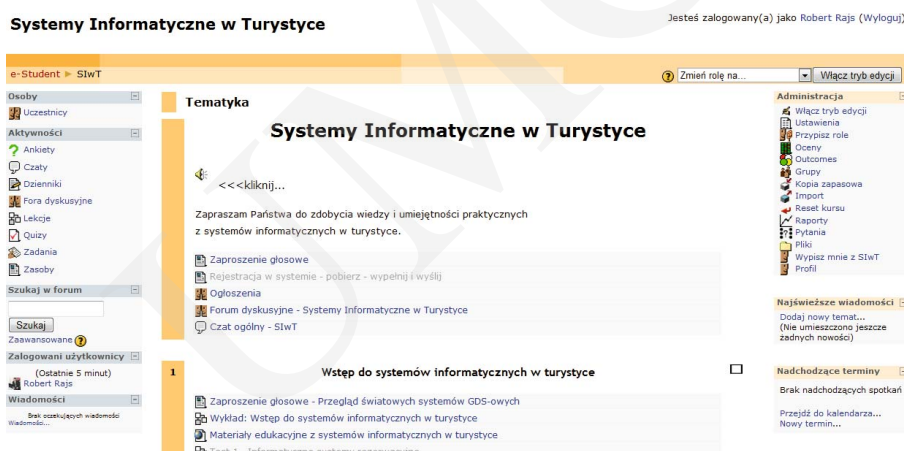 Systemy Informatyczne w Turystyce
Jesteś zalogowany(a) jako Robert Rajs (Wyloguj)
e-Student ► SIwT
Zmień rolę na...
Włącz tryb edycji
Osoby
Uczestnicy
Aktywności
Ankiety
Czaty
Dzienniki
Fora dyskusyjne
Lekcje
Quizy
Zadania
Zasoby
Szukaj w forum
Szukaj
Zaawansowane
Zalogowani użytkownicy
(Ostatnie 5 minut)
Robert Rajs
Wiadomości
Brak oczekujących wiadomości
Wiadomości...
Tematyka
Systemy Informatyczne w Turystyce
<<<kliknij...
Zapraszam Państwa do zdobycia wiedzy i umiejętności praktycznych
z systemów informatycznych w turystyce.
Zaproszenie głosowe
Rejestracja w systemie - pobierz - wypełnij i wyślij
Ogłoszenia
Forum dyskusyjne - Systemy Informatyczne w Turystyce
Czat ogólny - SIwT
1
Wstęp do systemów informatycznych w turystyce
Zaproszenie głosowe - Przegląd światowych systemów GDS-owych
Wykład: Wstęp do systemów informatycznych w turystyce
Materiały edukacyjne z systemów informatycznych w turystyce
Test 1 - Informatyczne systemy rezerwacyjne
Administracja
Włącz tryb edycji
Ustawienia
Przypisz role
Oceny
Outcomes
Grupy
Kopia zapasowa
Import
Reset kursu
Raporty
Pytania
Pliki
Wypisz mnie z SIwT
Profil
Najświeższe wiadomości
Dodaj nowy temat...
(Nie umieszczono jeszcze
żadnych nowości)
Nadchodzące terminy
Brak nadchodzących spotkań
Przejdź do kalendarza...
Nowy termin...